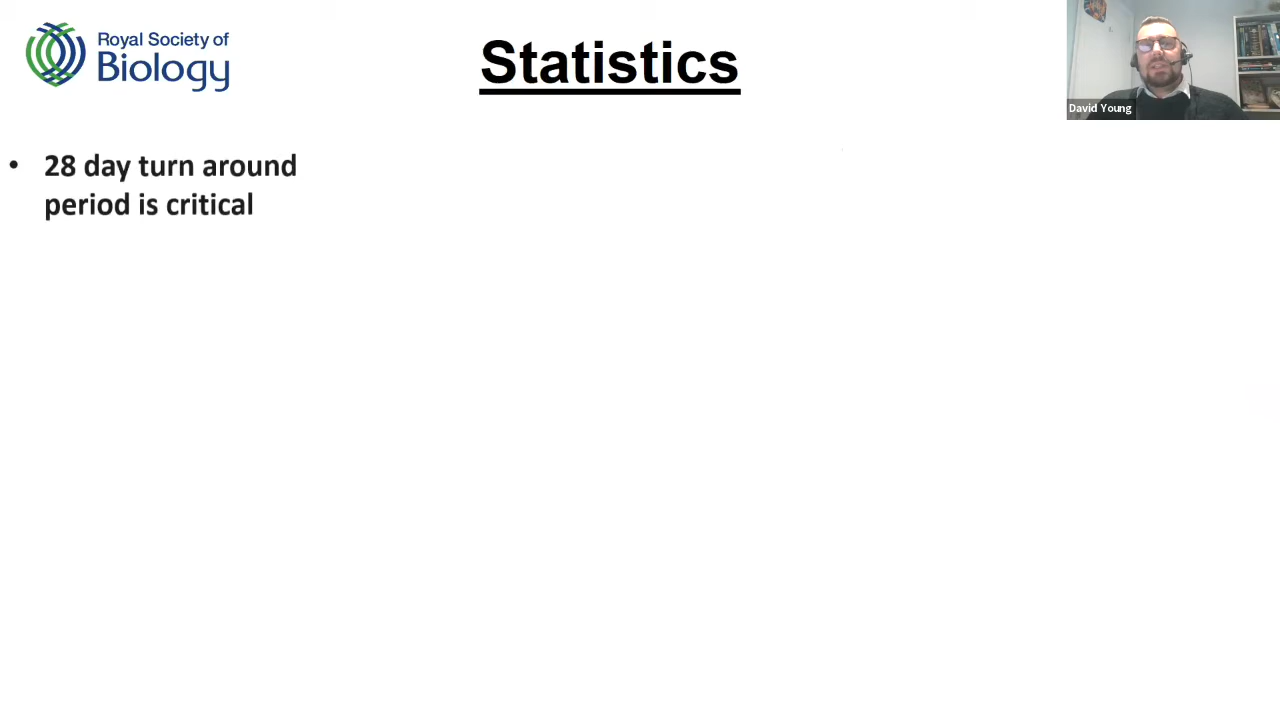 Royal Society of
Biology
Statistics
David Young
• 28 day turn around
period is critical